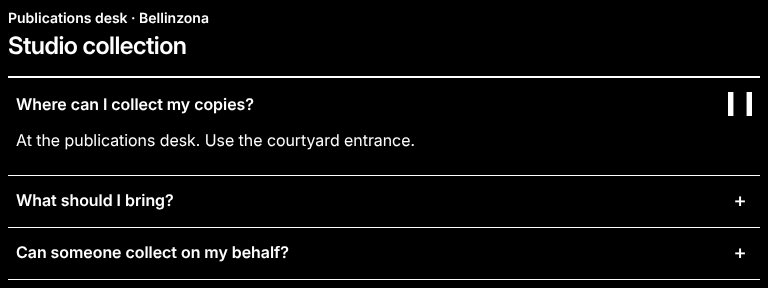 Publications desk · Bellinzona
Studio collection
Where can I collect my copies?
At the publications desk. Use the courtyard entrance.
What should I bring? +
Can someone collect on my behalf? +